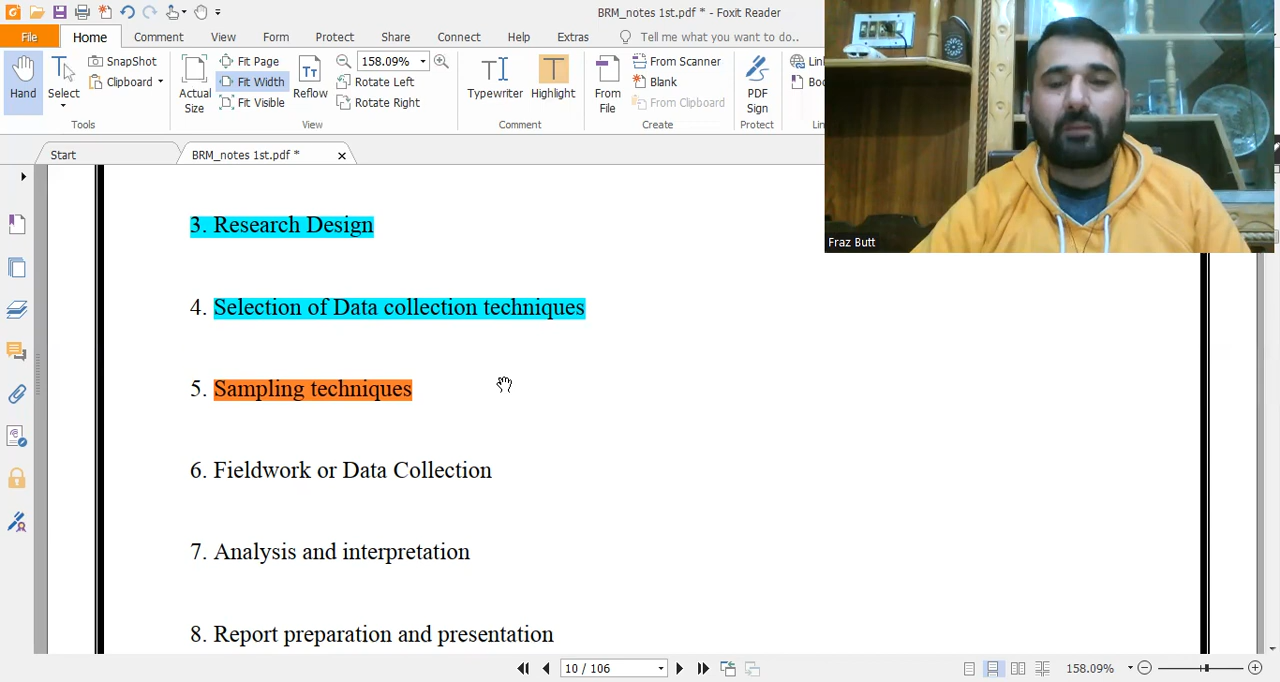 BRM_notes 1st.pdf * - Foxit Reader
File Home Comment View Form Protect Share Connect Help Extras Tell me what you want to do..
Hand
Select
SnapShot
Clipboard
Tools
Actual Size
Fit Page
Fit Width
Fit Visible
Reflow
Rotate Left
Rotate Right
158.09%
View
Typewriter
Highlight
Comment
From File
From Scanner
Blank
From Clipboard
Create
PDF Sign
Protect
Start
BRM_notes 1st.pdf *
Fraz Butt
3. Research Design
4. Selection of Data collection techniques
5. Sampling techniques
6. Fieldwork or Data Collection
7. Analysis and interpretation
8. Report preparation and presentation
10 / 106
158.09%